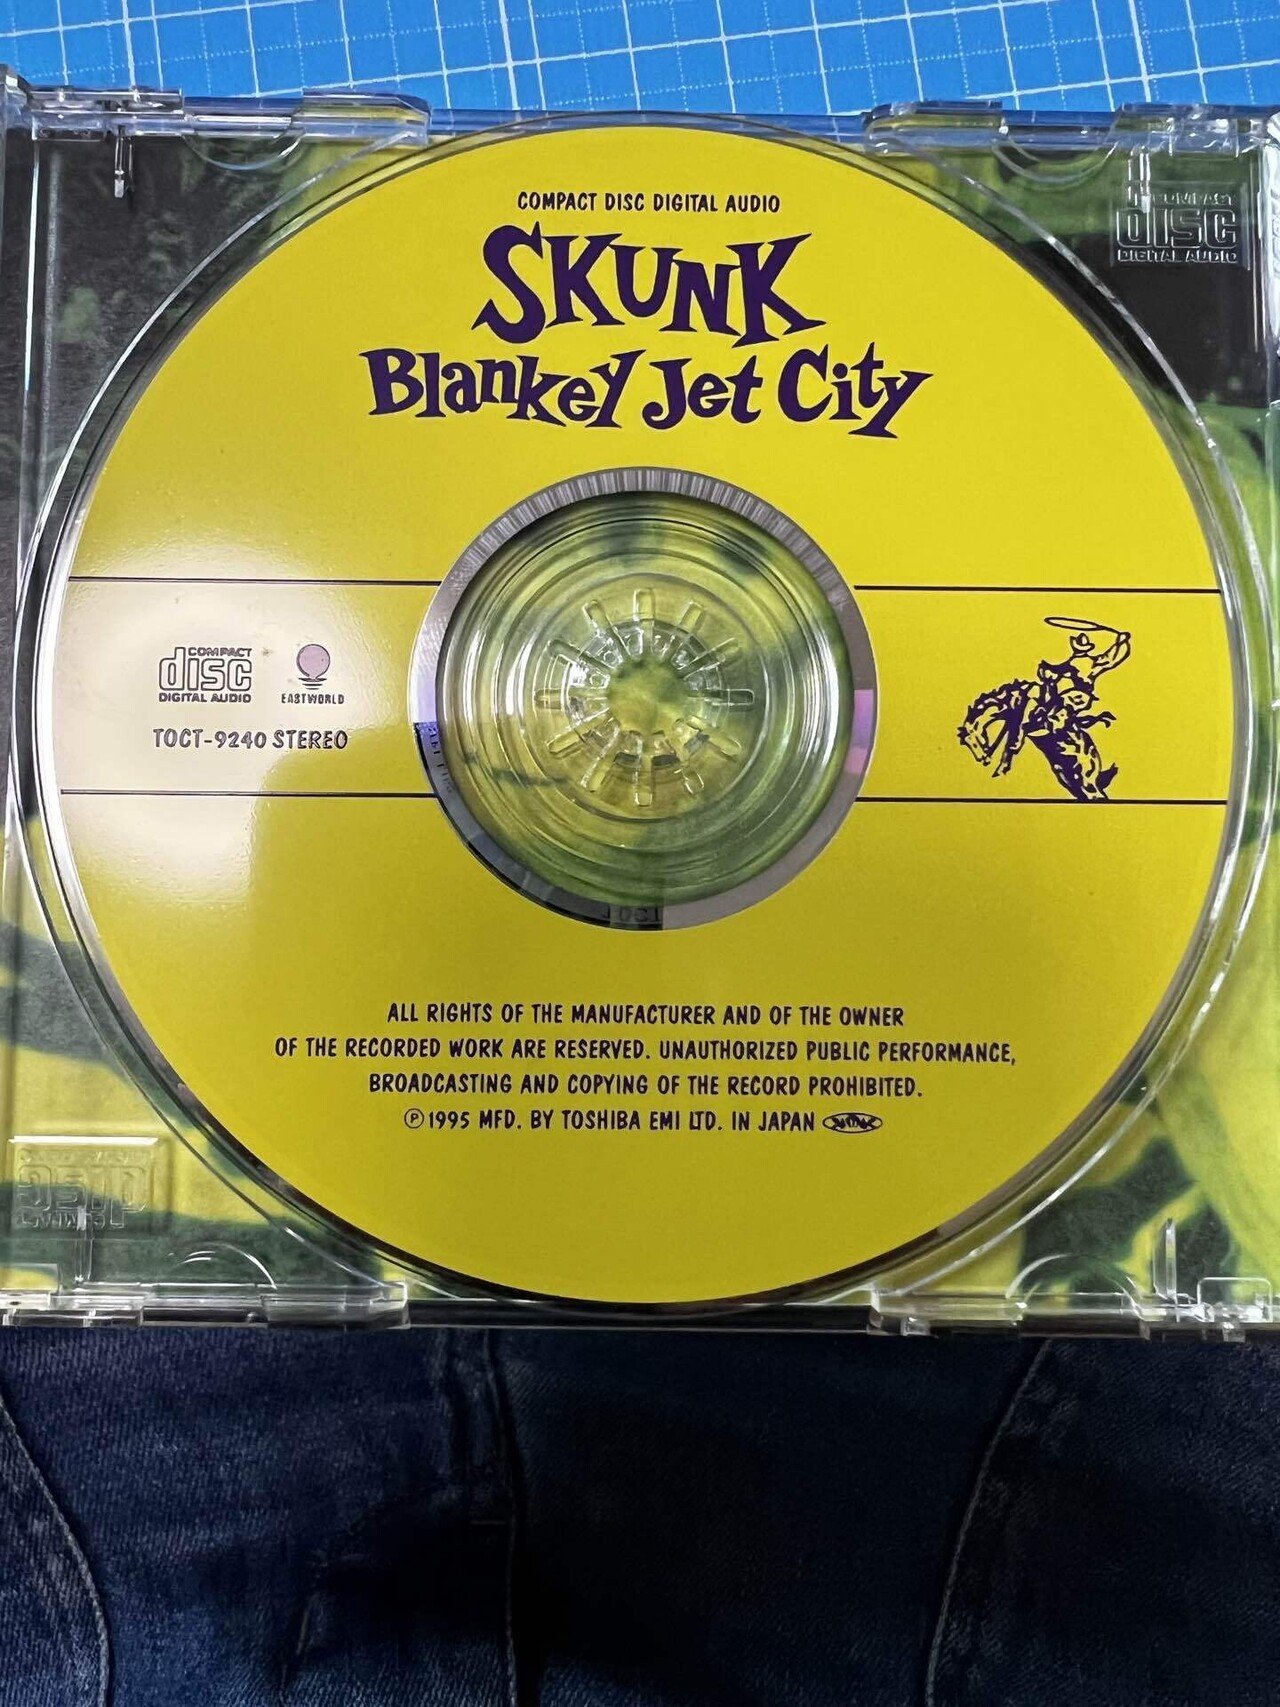 COMPACT DISC DIGITAL AUDIO
SKUNK
Blankey Jet City
COMPACT
disc
DIGITAL AUDIO
EASTWORLD
TOCT-9240 STEREO
ALL RIGHTS OF THE MANUFACTURER AND OF THE OWNER
OF THE RECORDED WORK ARE RESERVED. UNAUTHORIZED PUBLIC PERFORMANCE,
BROADCASTING AND COPYING OF THE RECORD PROHIBITED.
Ⓟ1995 MFD. BY TOSHIBA EMI LTD. IN JAPAN
COMPACT
disc
DIGITAL AUDIO